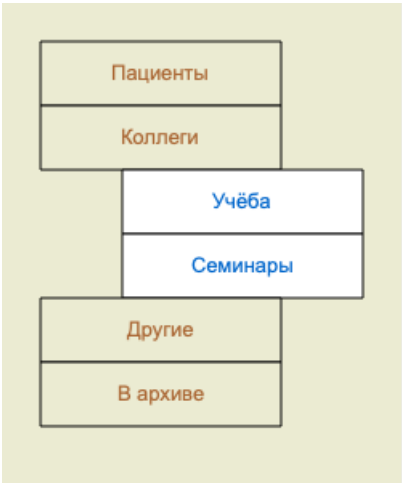 Пациенты
Коллеги
Учёба
Семинары
Другие
В архиве